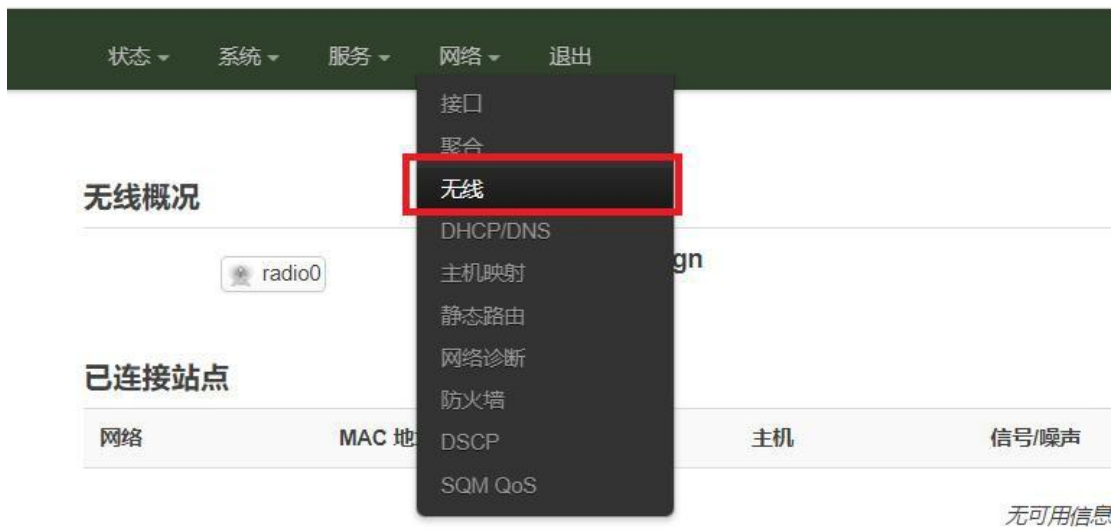 状态 系统 服务 网络 退出
接口
聚合
无线
DHCP/DNS
主机映射
静态路由
网络诊断
防火墙
DSCP
SQM QoS
无线概况
radio0
gn
已连接站点
网络 MAC 地 主机 信号/噪声
无可用信息